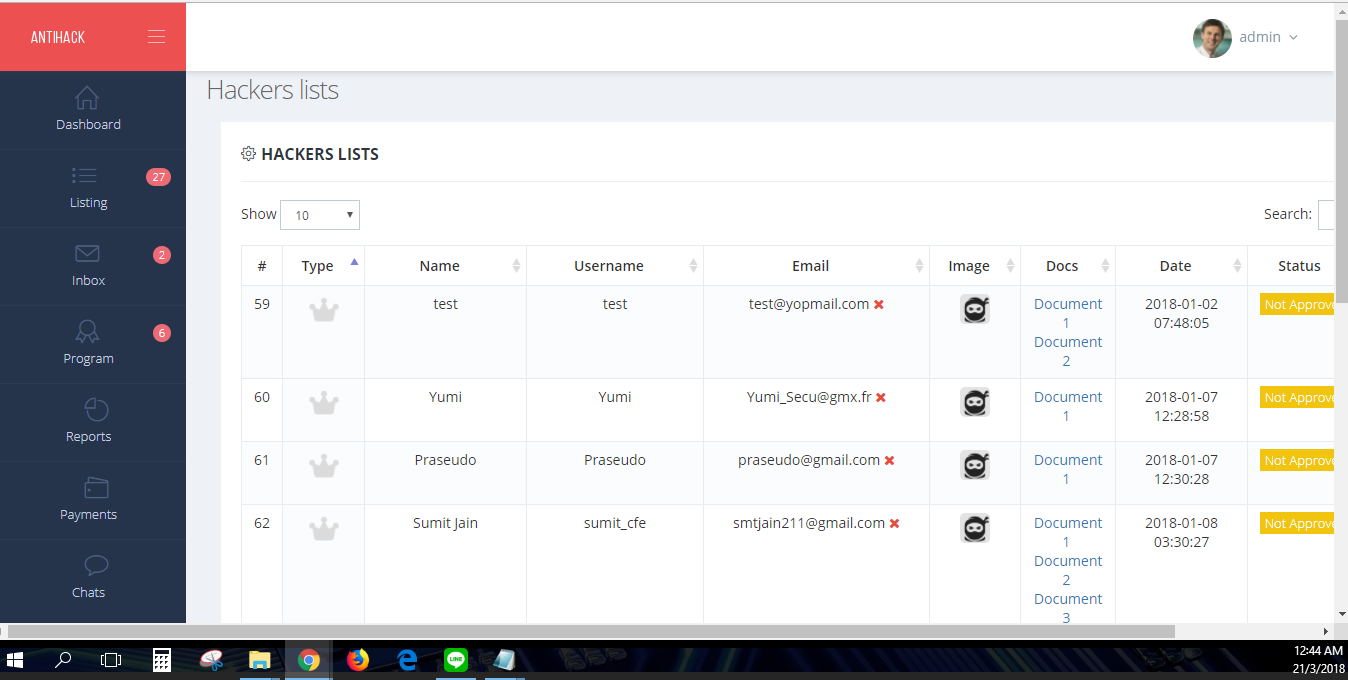 ANTIHACK
admin
Dashboard
Listing
27
Inbox
2
Program
6
Reports
Payments
Chats
Hackers lists
HACKERS LISTS
Show 10
Search:
# Type Name Username Email Image Docs Date Status
59 test test test@yopmail.com Document 2018-01-02 Not Approve
1 07:48:05
Document
2
60 Yumi Yumi Yumi_Secu@gmx.fr Document 2018-01-07 Not Approve
1 12:28:58
61 Praseudo Praseudo praseudo@gmail.com Document 2018-01-07 Not Approve
1 12:30:28
62 Sumit Jain sumit_cfe smtjain211@gmail.com Document 2018-01-08 Not Approve
1 03:30:27
Document
2
Document
3
LINE
12:44 AM
21/3/2018